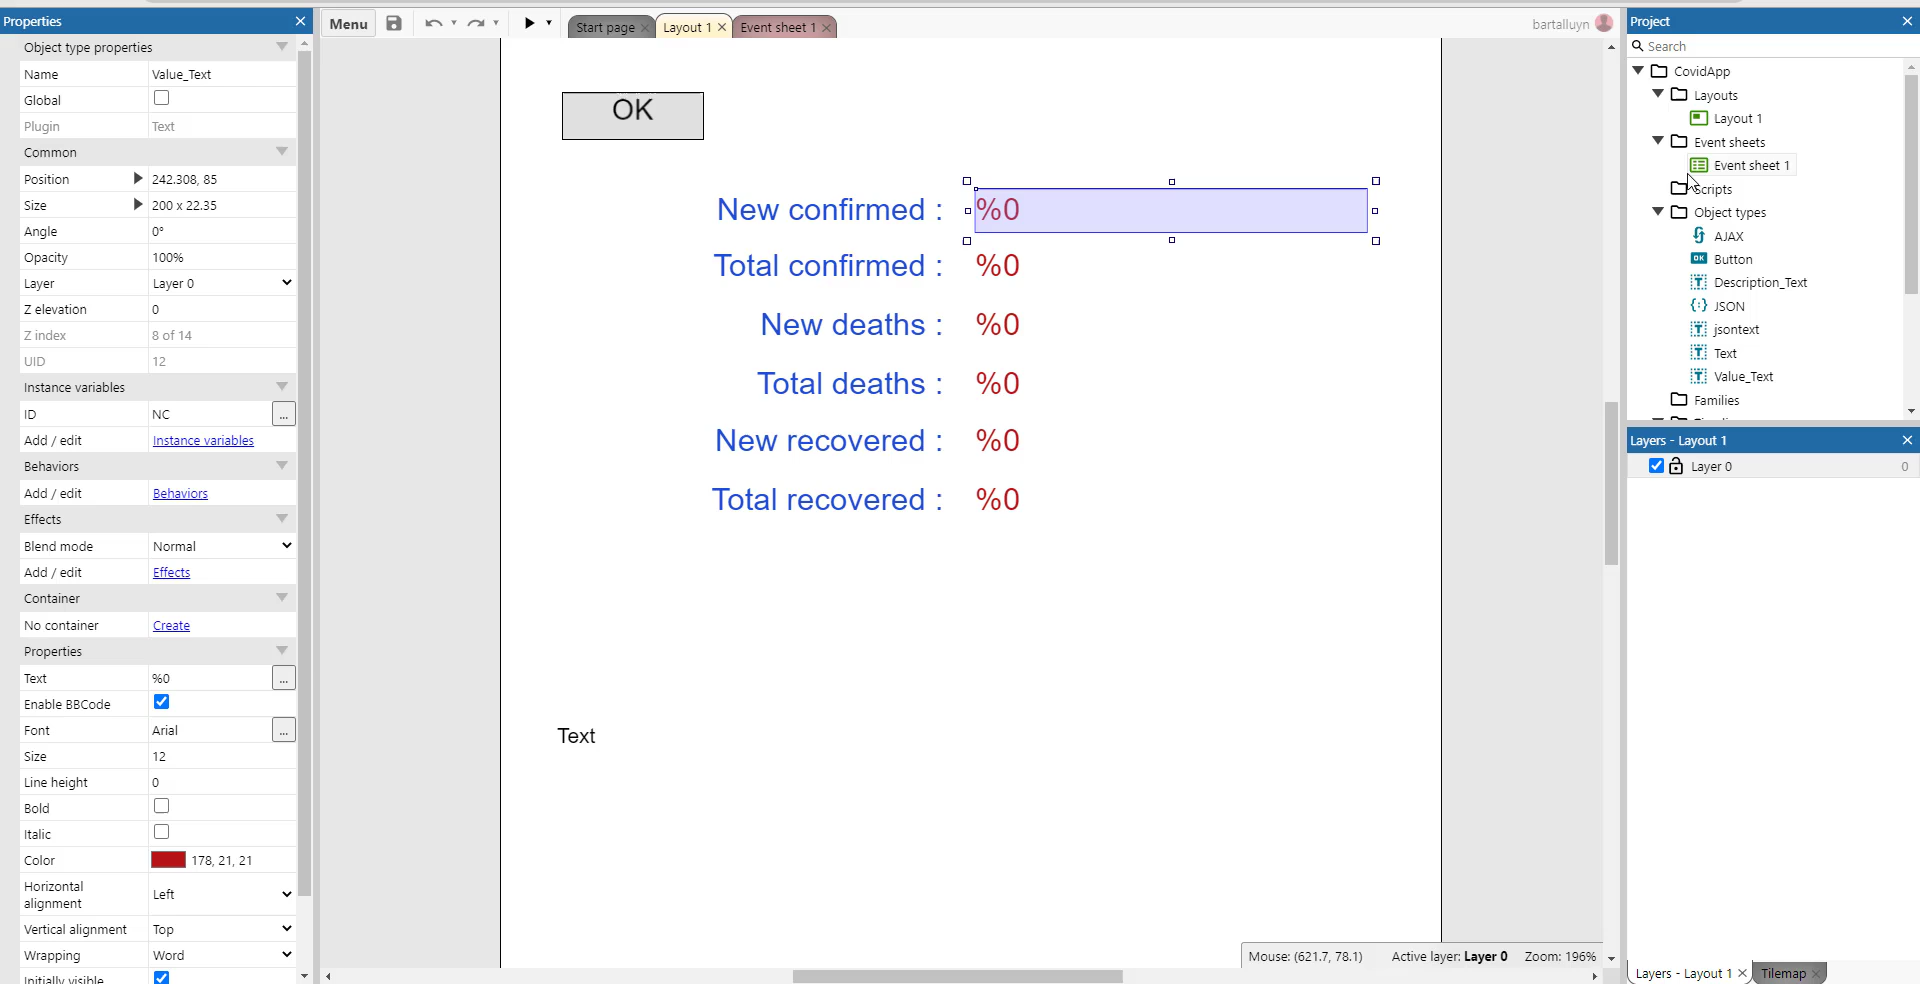 Properties
Object type properties
Name Value_Text
Global
Plugin Text
Common
Position 242.308, 85
Size 200 x 22.35
Angle 0°
Opacity 100%
Layer Layer 0
Z elevation 0
Z index 8 of 14
UID 12
Instance variables
ID NC ...
Add / edit Instance variables
Behaviors
Add / edit Behaviors
Effects
Blend mode Normal
Add / edit Effects
Container
No container Create
Properties
Text %0 ...
Enable BBCode
Font Arial ...
Size 12
Line height 0
Bold
Italic
Color 178, 21, 21
Horizontal
alignment Left
Vertical alignment Top
Wrapping Word
Initially visible
Menu
Start page
Layout 1
Event sheet 1
bartalluyn
OK
New confirmed : %0
Total confirmed : %0
New deaths : %0
Total deaths : %0
New recovered : %0
Total recovered : %0
Text
Mouse: (621.7, 78.1) Active layer: Layer 0 Zoom: 196%
Project
Search
CovidApp
Layouts
Layout 1
Event sheets
Event sheet 1
Scripts
Object types
AJAX
OK Button
Description_Text
JSON
jsontext
Text
Value_Text
Families
Layers - Layout 1
Layer 0 0
Layers - Layout 1 Tilemap